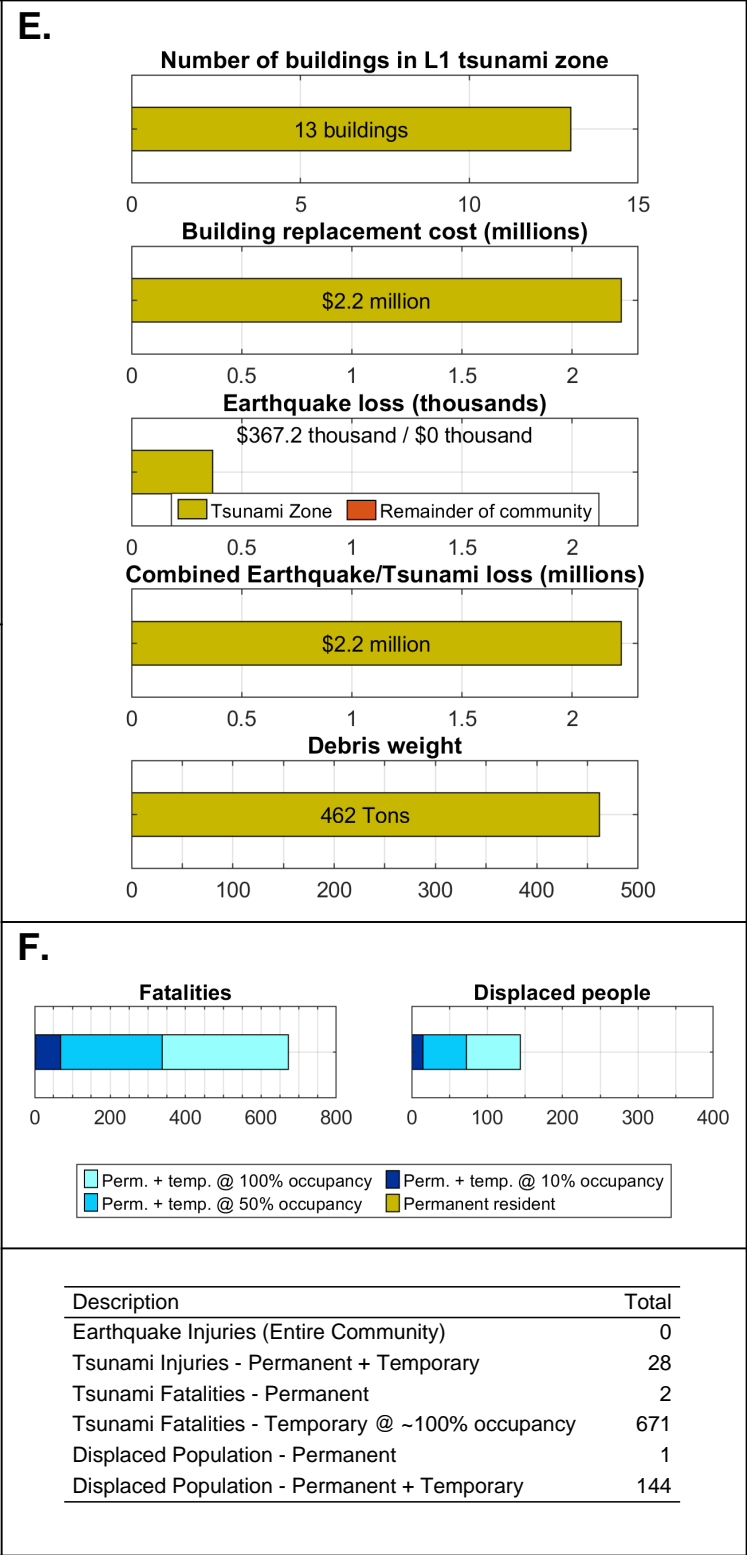 E.
Number of buildings in L1 tsunami zone
13 buildings
0 5 10 15
Building replacement cost (millions)
$2.2 million
0 0.5 1 1.5 2
Earthquake loss (thousands)
$367.2 thousand / $0 thousand
Tsunami Zone Remainder of community
0 0.5 1 1.5 2
Combined Earthquake/Tsunami loss (millions)
$2.2 million
0 0.5 1 1.5 2
Debris weight
462 Tons
0 100 200 300 400 500
F.
Fatalities Displaced people
0 200 400 600 800 0 100 200 300 400
Perm. + temp. @ 100% occupancy Perm. + temp. @ 10% occupancy
Perm. + temp. @ 50% occupancy Permanent resident
Description Total
Earthquake Injuries (Entire Community) 0
Tsunami Injuries - Permanent + Temporary 28
Tsunami Fatalities - Permanent 2
Tsunami Fatalities - Temporary @ ~100% occupancy 671
Displaced Population - Permanent 1
Displaced Population - Permanent + Temporary 144